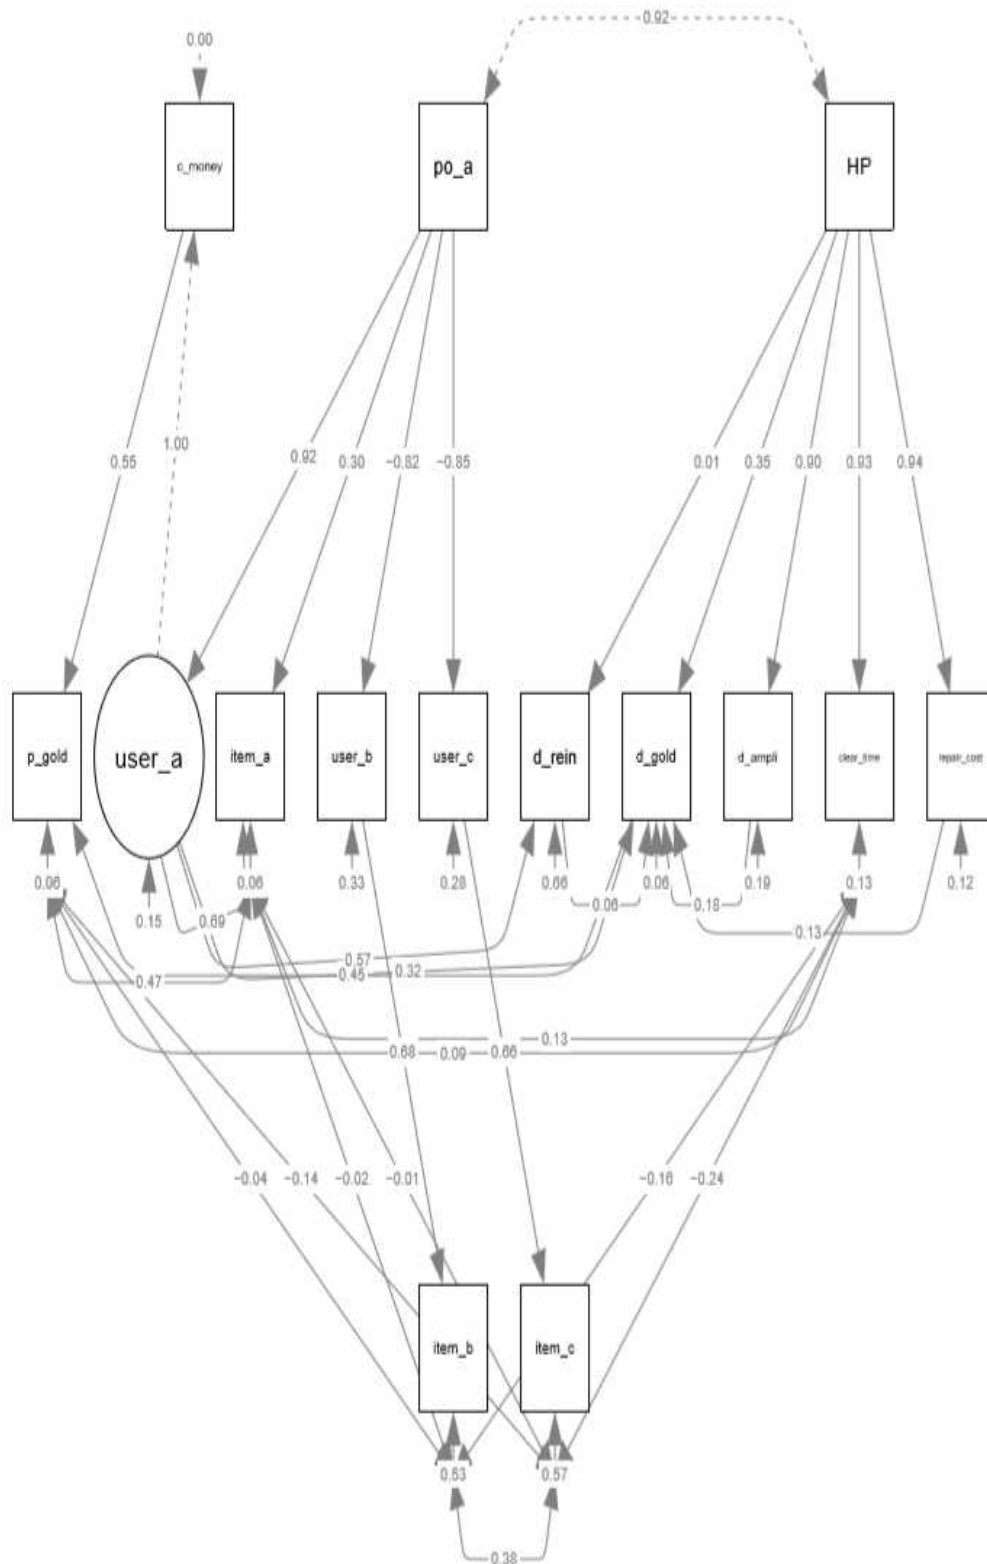 0.92
0.00
c_money
po_a
HP
0.55
1.00
0.92
0.30
−0.82
−0.85
0.01
0.35
0.90
0.93
0.94
p_gold
user_a
item_a
user_b
user_c
d_rein
d_gold
d_ampli
clear_time
repair_cost
0.06
0.15
0.06
0.33
0.28
0.66
0.06
0.19
0.13
0.12
0.69
0.06
0.18
0.13
0.57
0.47
0.45
0.32
0.13
0.68
0.09
0.66
−0.04
−0.14
−0.02
−0.01
−0.16
−0.24
item_b
item_c
0.53
0.57
0.38